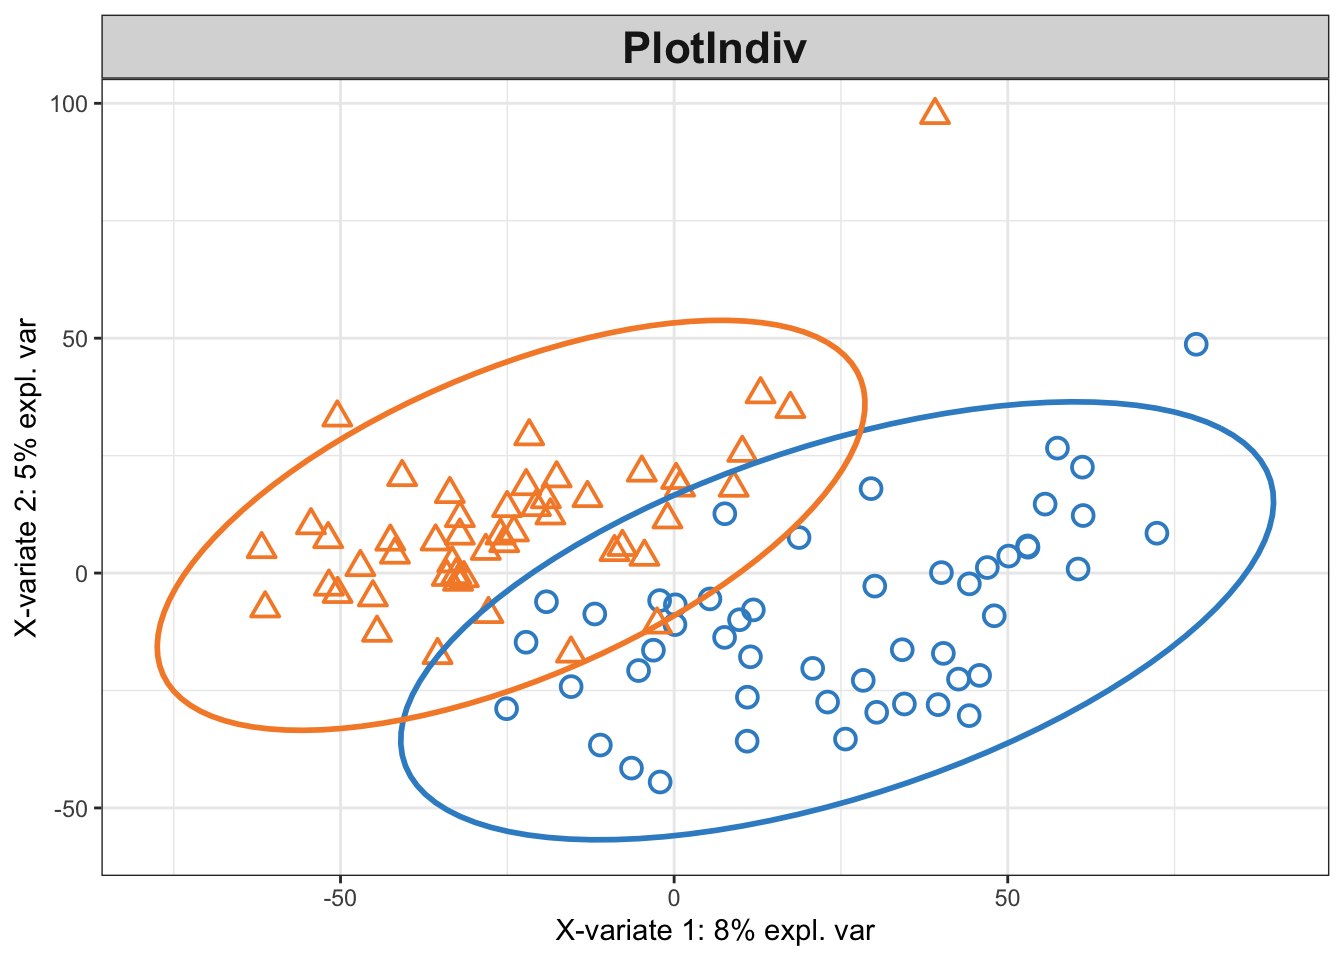 PlotIndiv
100
50
0
-50
X-variate 2: 5% expl. var
-50
0
50
X-variate 1: 8% expl. var